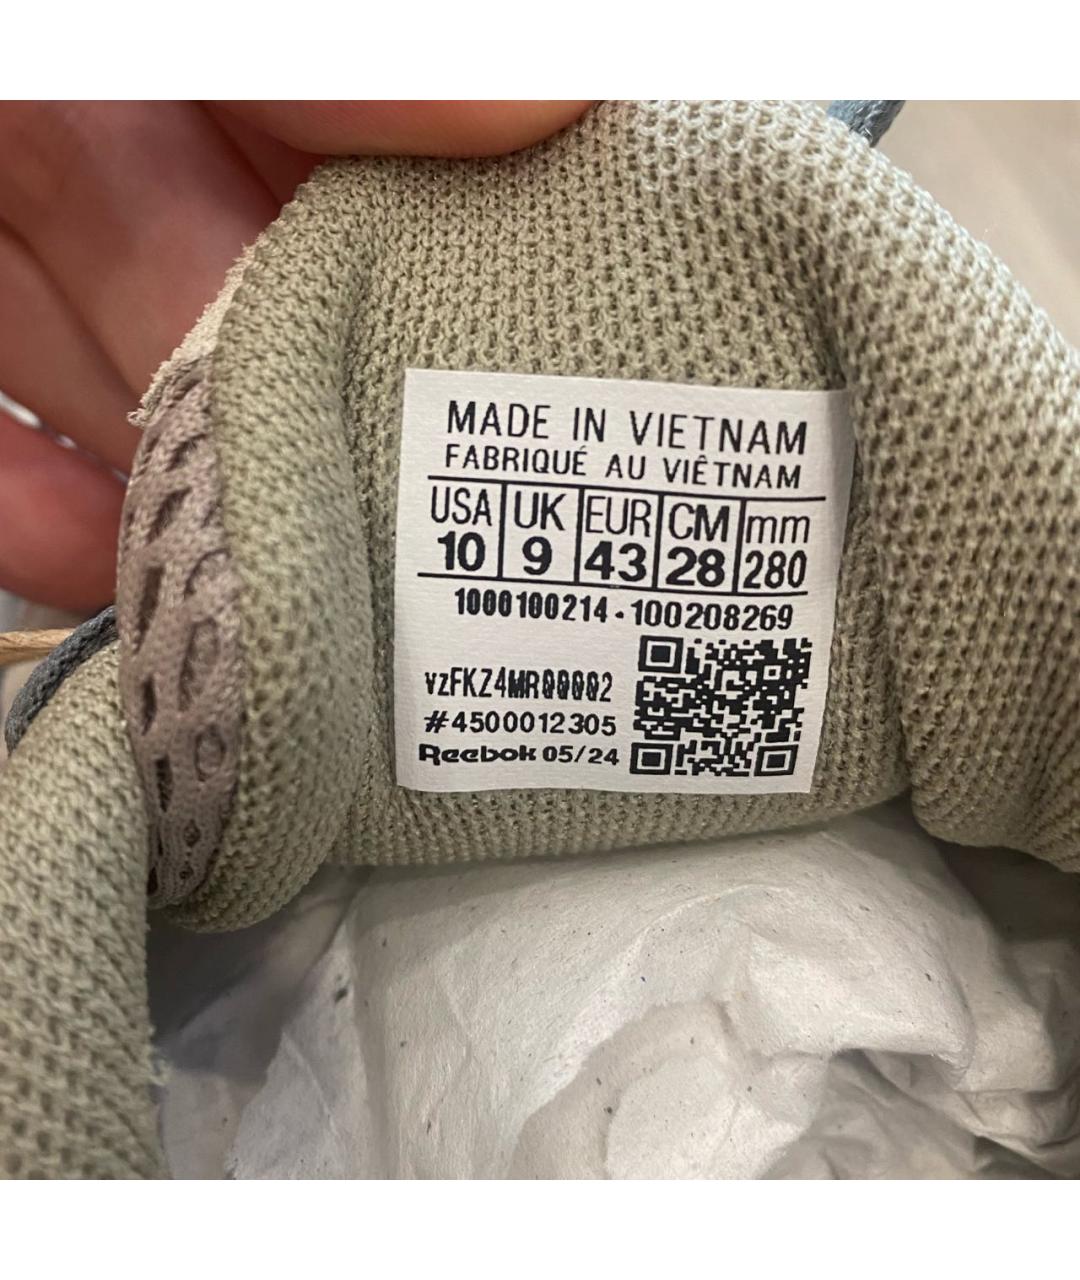 MADE IN VIETNAM
FABRIQUÉ AU VIÊTNAM
USA UK EUR CM mm
10 9 43 28 280
1000100214-100208269
vzFKZ4MR00002
#4500012305
Reebok 05/24